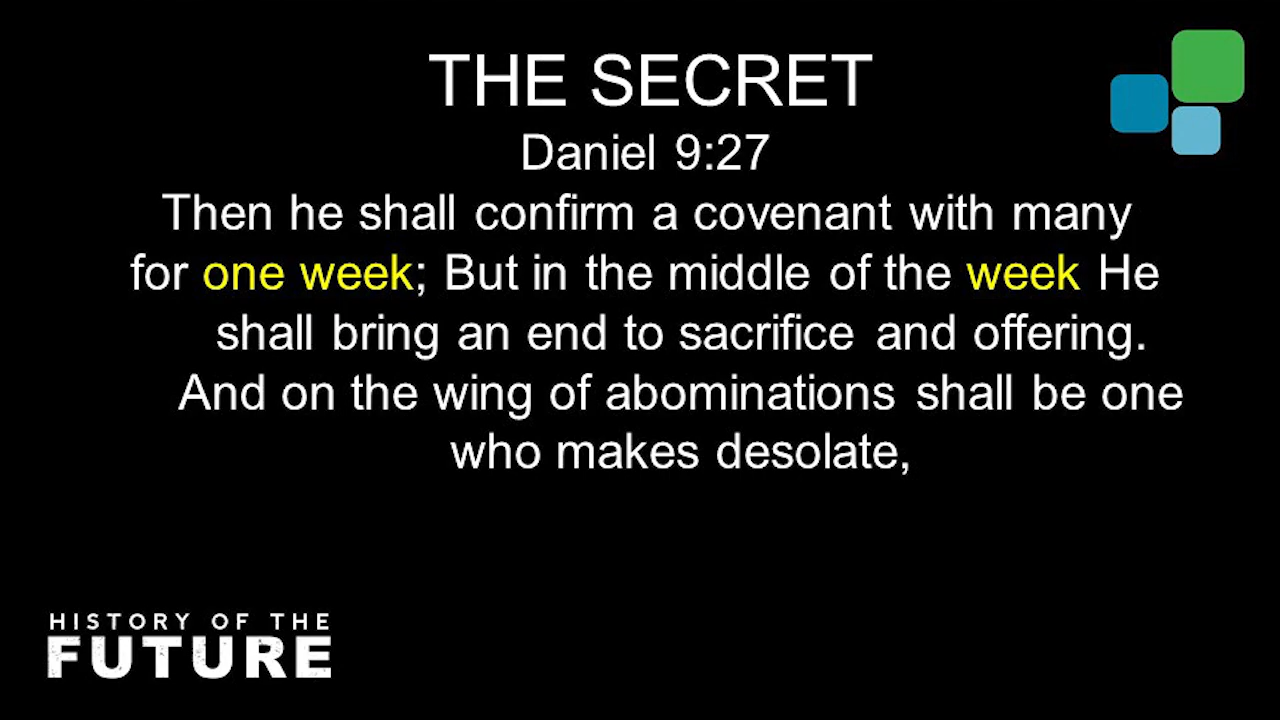 THE SECRET
Daniel 9:27
Then he shall confirm a covenant with many
for one week; But in the middle of the week He
shall bring an end to sacrifice and offering.
And on the wing of abominations shall be one
who makes desolate,
HISTORY OF THE
FUTURE